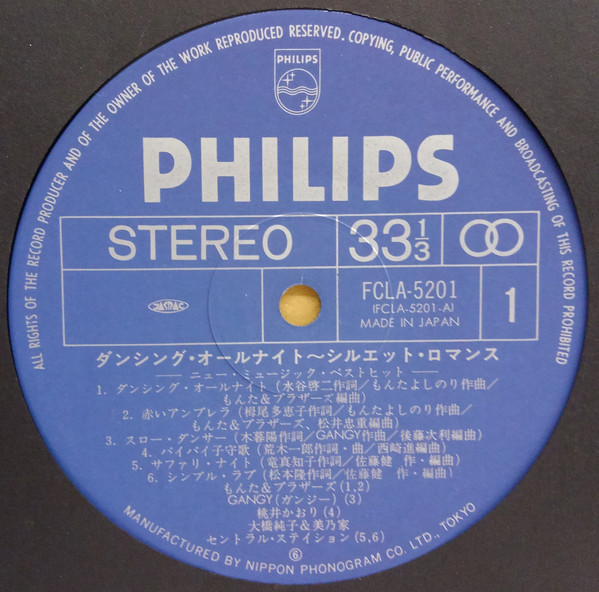 ALL RIGHTS OF THE RECORD PRODUCER AND OF THE OWNER OF THE WORK REPRODUCED RESERVED. COPYING, PUBLIC PERFORMANCE AND BROADCASTING OF THIS RECORD PROHIBITED
PHILIPS
PHILIPS
STEREO
33 1/3
JASRAC
FCLA-5201
(FCLA-5201-A)
MADE IN JAPAN
1
ダンシング・オールナイト〜シルエット・ロマンス
── ニュー・ミュージック・ベストヒット ──
1. ダンシング・オールナイト (水谷啓二作詞/もんたよしのり作曲/
もんた&ブラザーズ編曲)
2. 赤いアンブレラ (栂尾多恵子作詞/もんたよしのり作曲/
もんた&ブラザーズ、松井忠重編曲)
3. スロー・ダンサー (木暮陽作詞/GANGY作曲/後藤次利編曲)
4. バイバイ子守歌 (荒木一郎作詞・曲/西崎進編曲)
5. サファリ・ナイト (竜真知子作詞/佐藤健 作・編曲)
6. シンプル・ラブ (松本隆作詞/佐藤健 作・編曲)
もんた&ブラザーズ (1,2)
GANGY(ガンジー) (3)
桃井かおり (4)
大橋純子&美乃家
セントラル・ステイション (5,6)
⑥
MANUFACTURED BY NIPPON PHONOGRAM CO. LTD., TOKYO